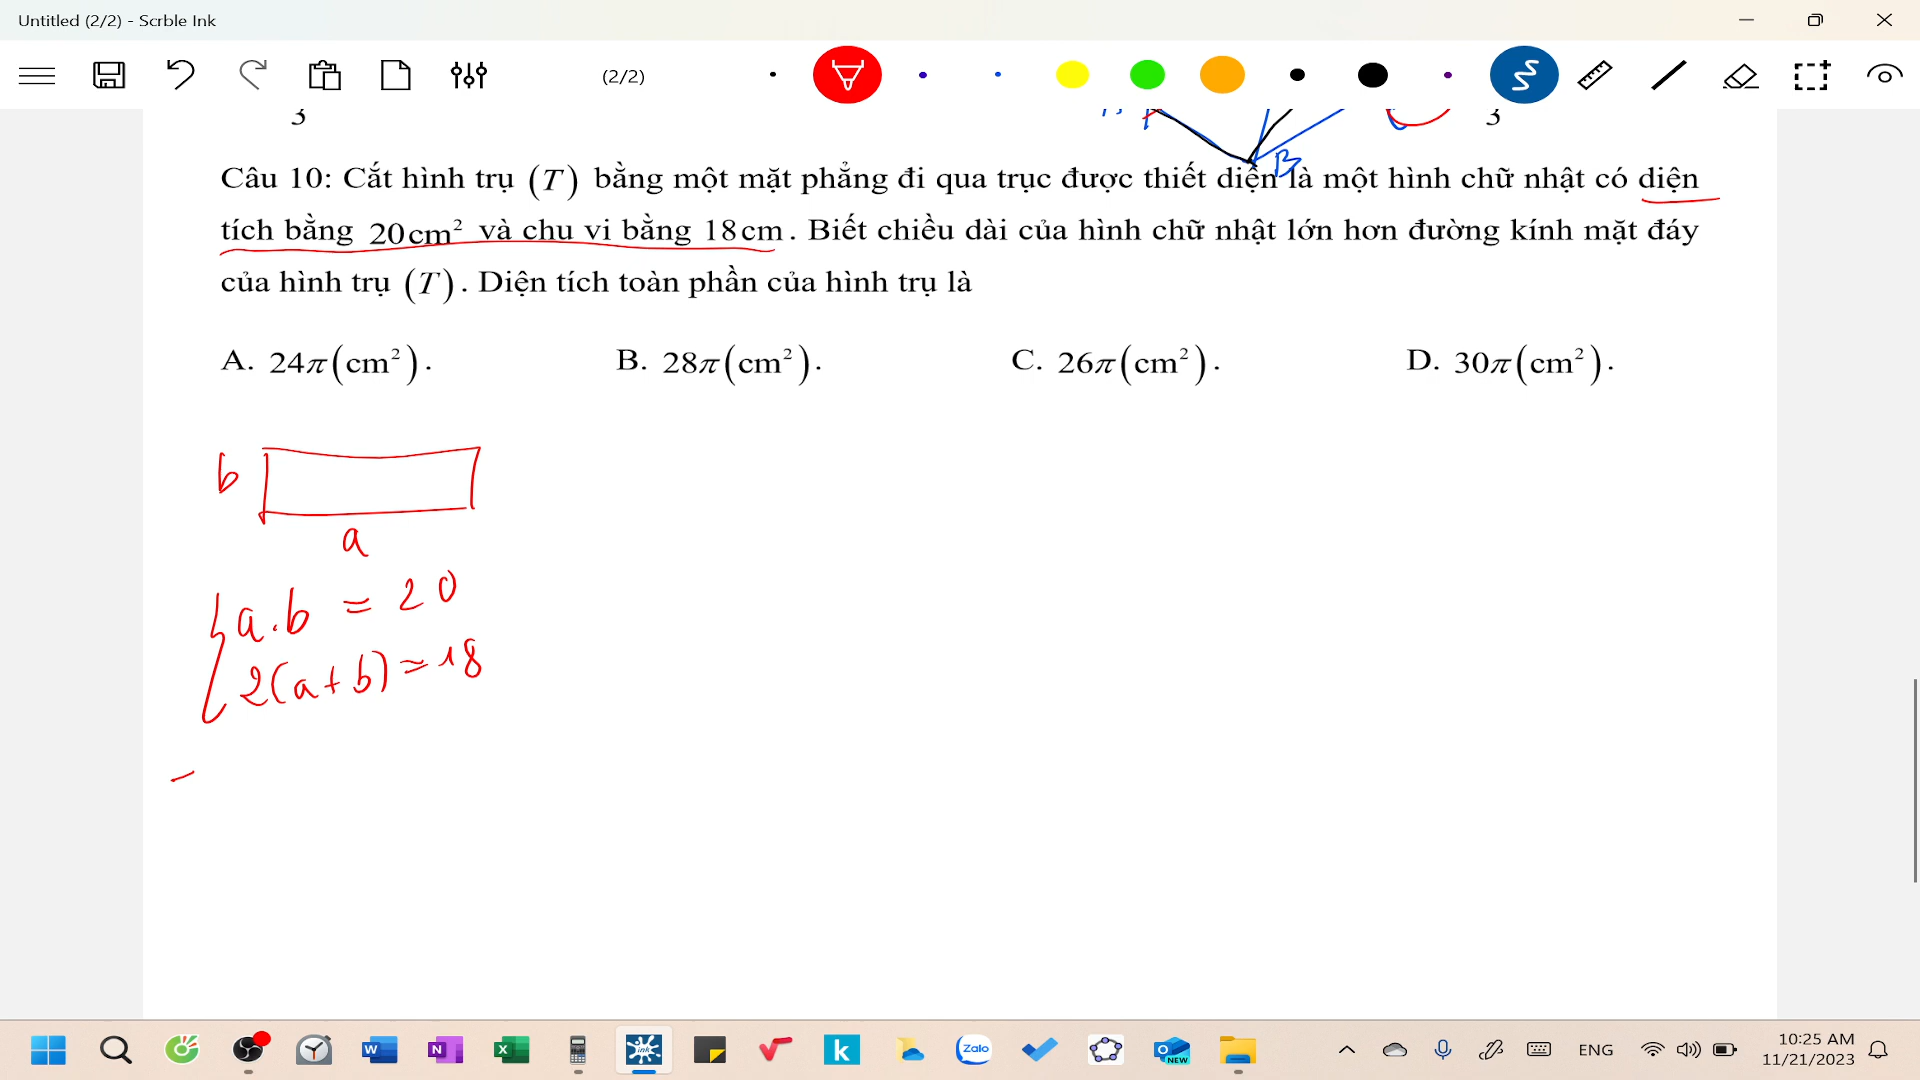 Untitled (2/2) - Scrble Ink
(2/2)
3
3
B
Câu 10: Cắt hình trụ (T) bằng một mặt phẳng đi qua trục được thiết diện là một hình chữ nhật có diện
tích bằng 20cm² và chu vi bằng 18cm. Biết chiều dài của hình chữ nhật lớn hơn đường kính mặt đáy
của hình trụ (T). Diện tích toàn phần của hình trụ là
A. 24π(cm²). B. 28π(cm²). C. 26π(cm²). D. 30π(cm²).
b
a
a.b = 20
2(a+b)=18
Zalo
NEW
ENG
10:25 AM
11/21/2023